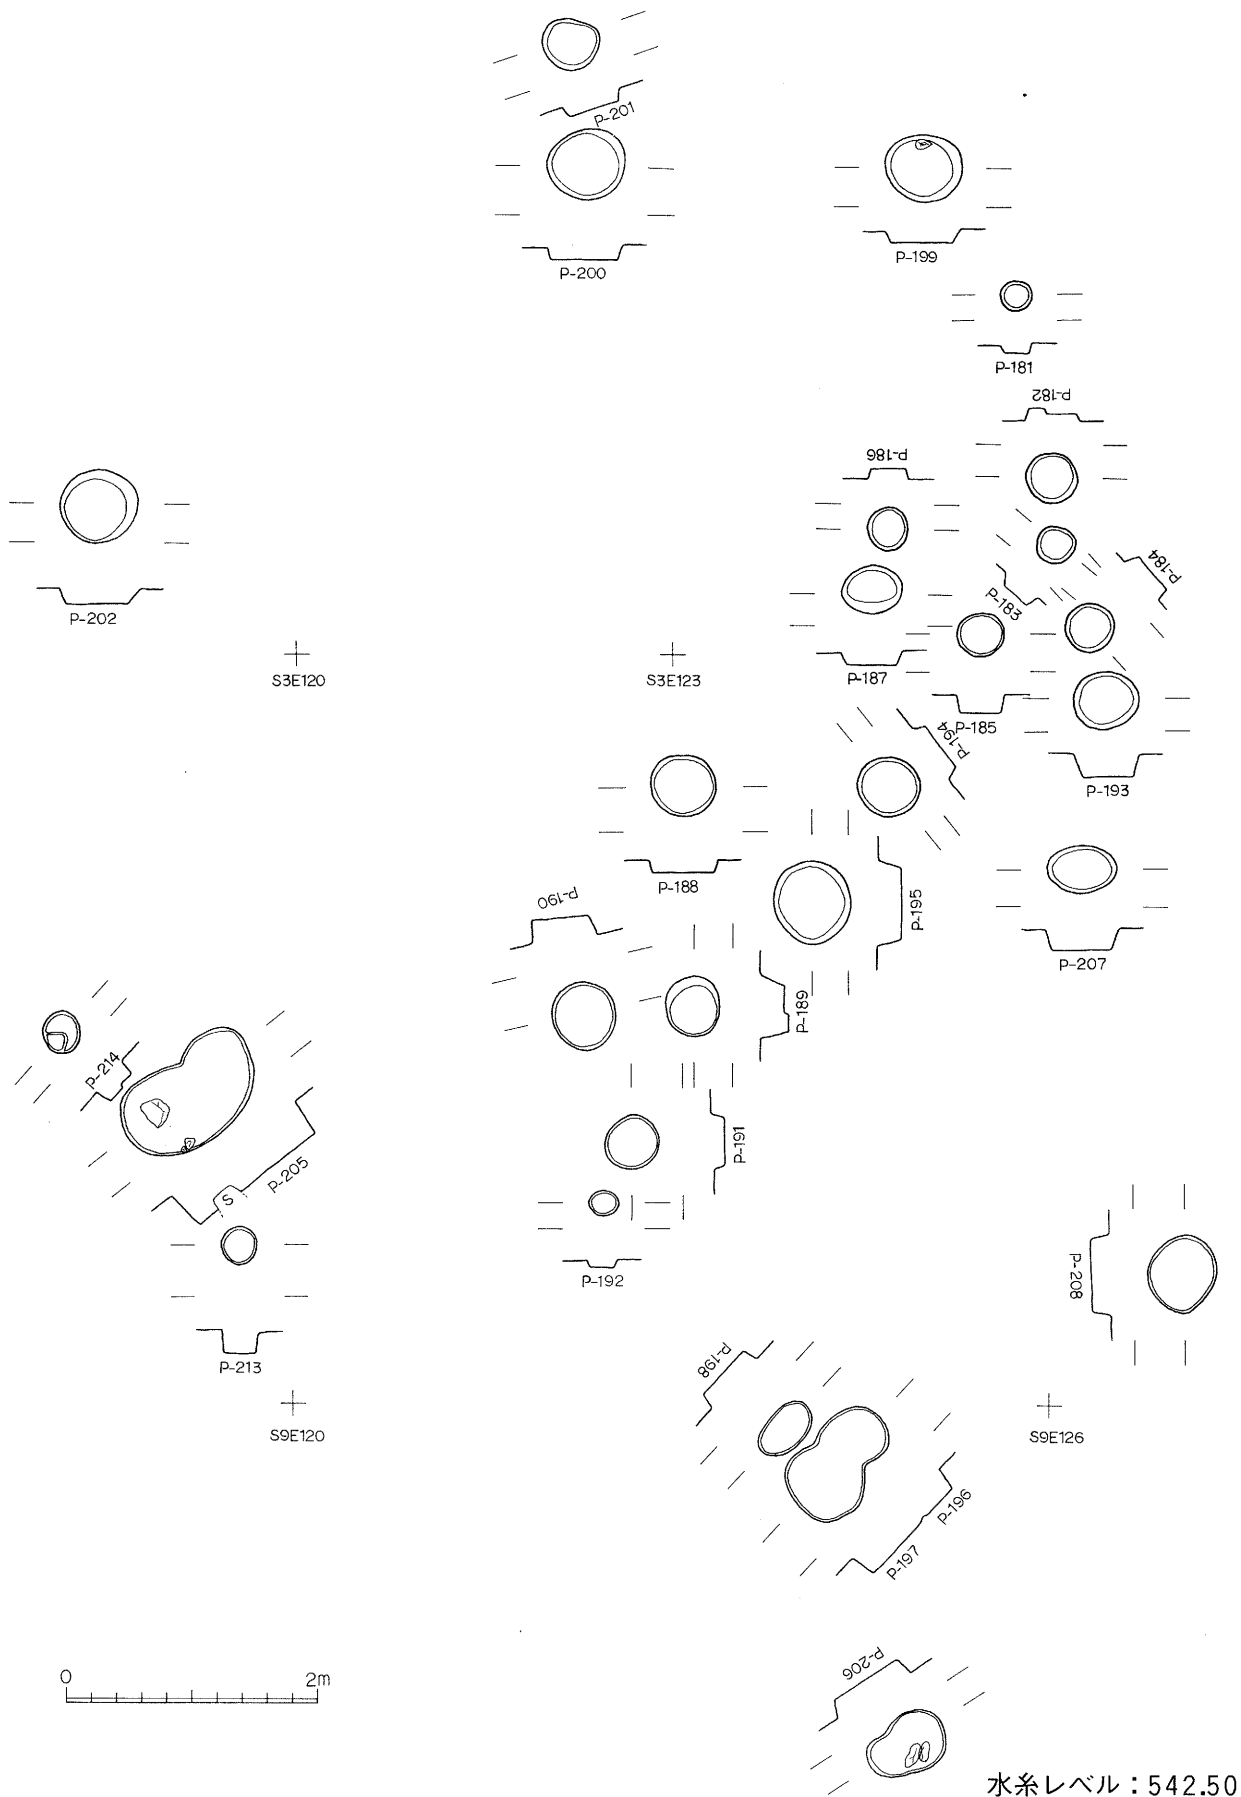 P-201
P-200
P-199
P-181
P-182
P-186
P-184
P-183
P-202
S3E120
S3E123
P-187
P-185
P-194
P-193
P-188
P-190
P-195
P-207
P-189
P-214
P-191
P-205
S
P-192
P-208
P-213
P-198
S9E120
S9E126
P-196
P-197
P-206
0 2m
水糸レベル：542.50